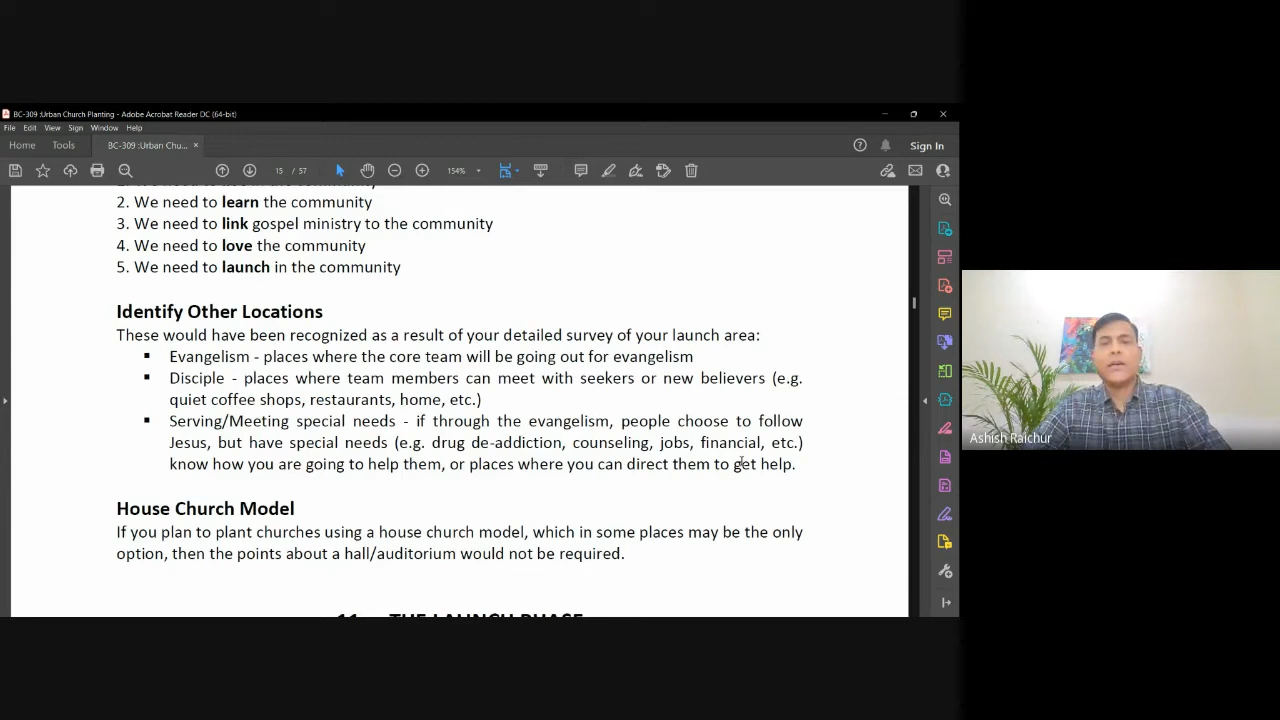 BC-309 :Urban Church Planting - Adobe Acrobat Reader DC (64-bit)
File Edit View Sign Window Help
Home Tools BC-309 :Urban Chu... × Sign In
15 / 57 154%
2. We need to learn the community
3. We need to link gospel ministry to the community
4. We need to love the community
5. We need to launch in the community
Identify Other Locations
These would have been recognized as a result of your detailed survey of your launch area:
▪ Evangelism - places where the core team will be going out for evangelism
▪ Disciple - places where team members can meet with seekers or new believers (e.g.
quiet coffee shops, restaurants, home, etc.)
▪ Serving/Meeting special needs - if through the evangelism, people choose to follow
Jesus, but have special needs (e.g. drug de-addiction, counseling, jobs, financial, etc.)
know how you are going to help them, or places where you can direct them to get help.
Ashish Raichur
House Church Model
If you plan to plant churches using a house church model, which in some places may be the only
option, then the points about a hall/auditorium would not be required.
11. THE LAUNCH PHASE